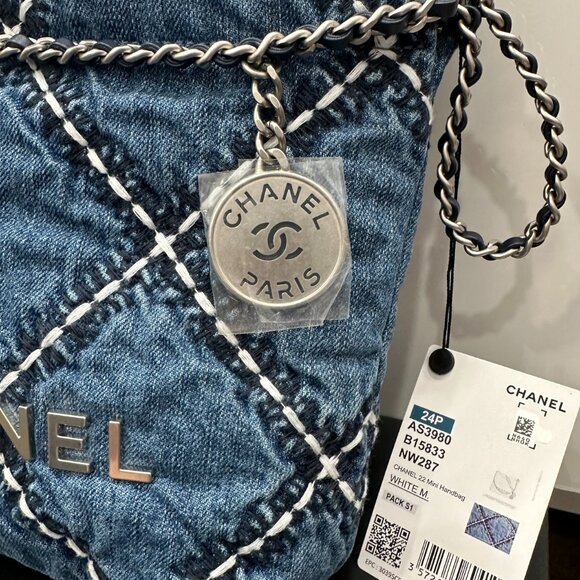 CHANEL
PARIS
NEL
CHANEL
24P
AS3980
B15833
NW287
CHANEL 22 Mini Handbag
WHITE M.
PACK S1